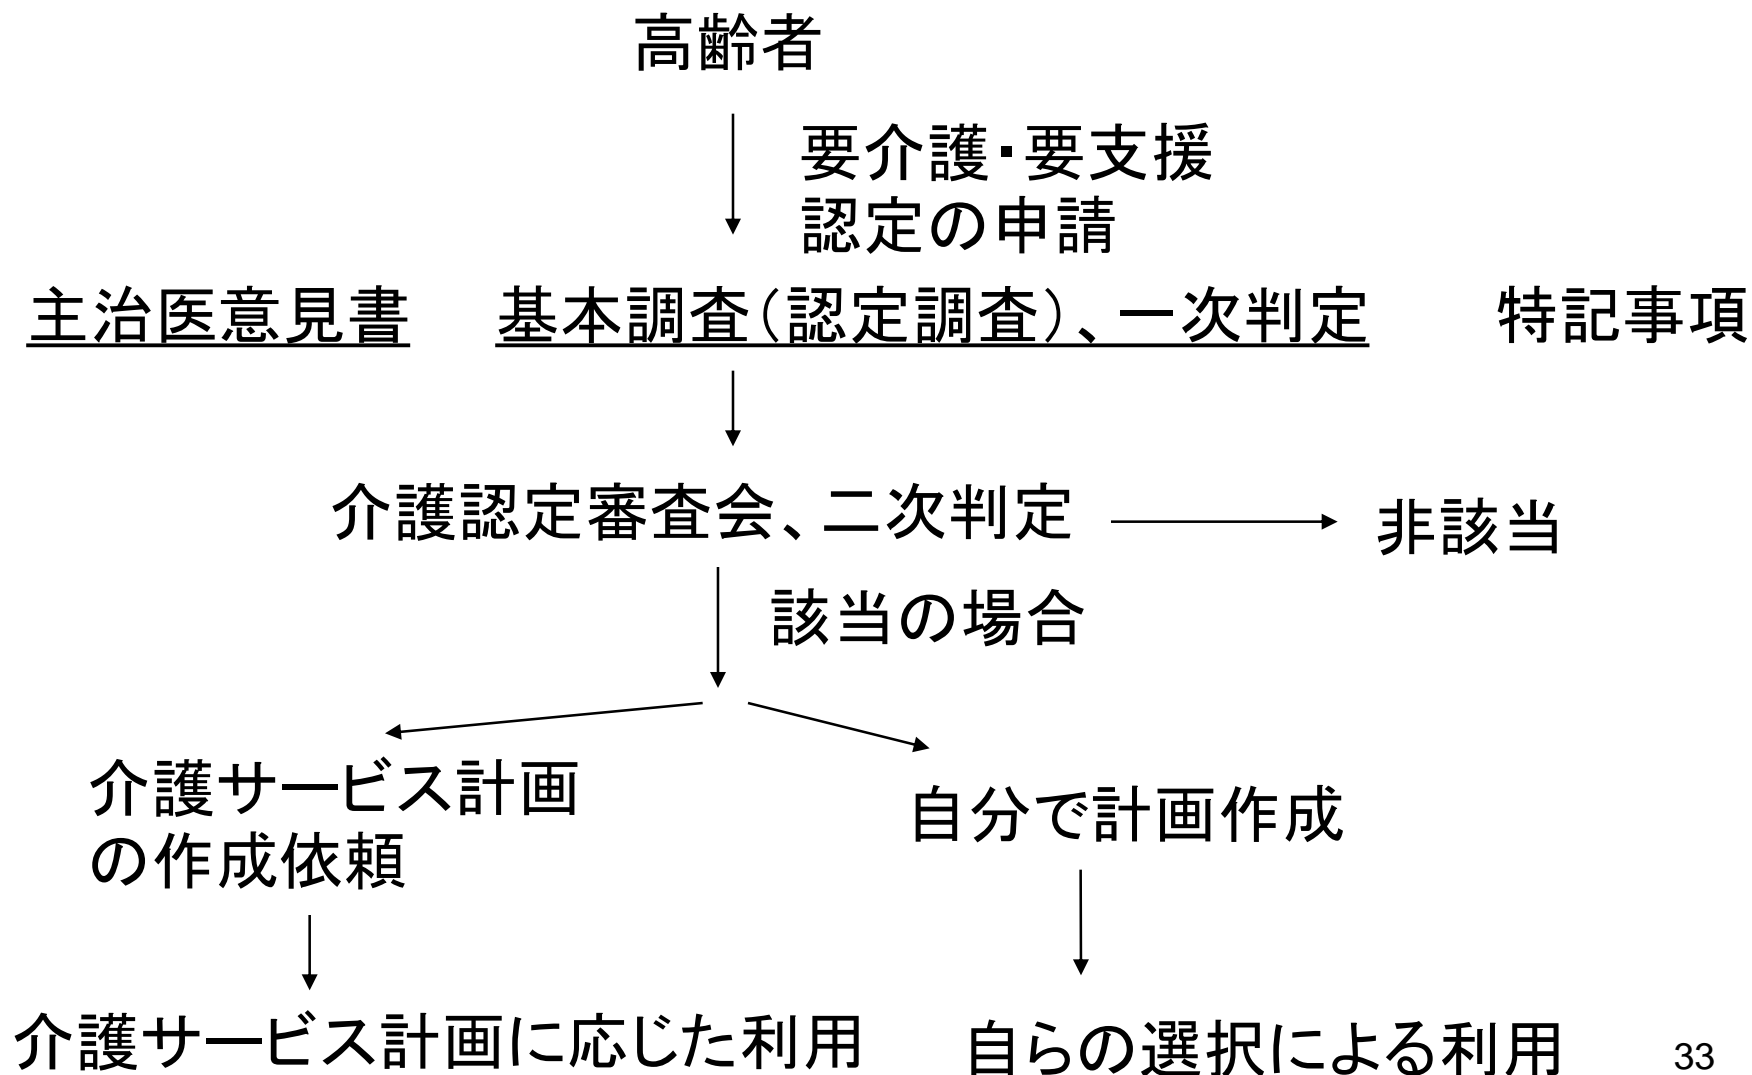 高齢者
要介護・要支援
認定の申請
主治医意見書
基本調査(認定調査)、一次判定
特記事項
介護認定審査会、二次判定
非該当
該当の場合
介護サービス計画
の作成依頼
自分で計画作成
介護サービス計画に応じた利用
自らの選択による利用
33